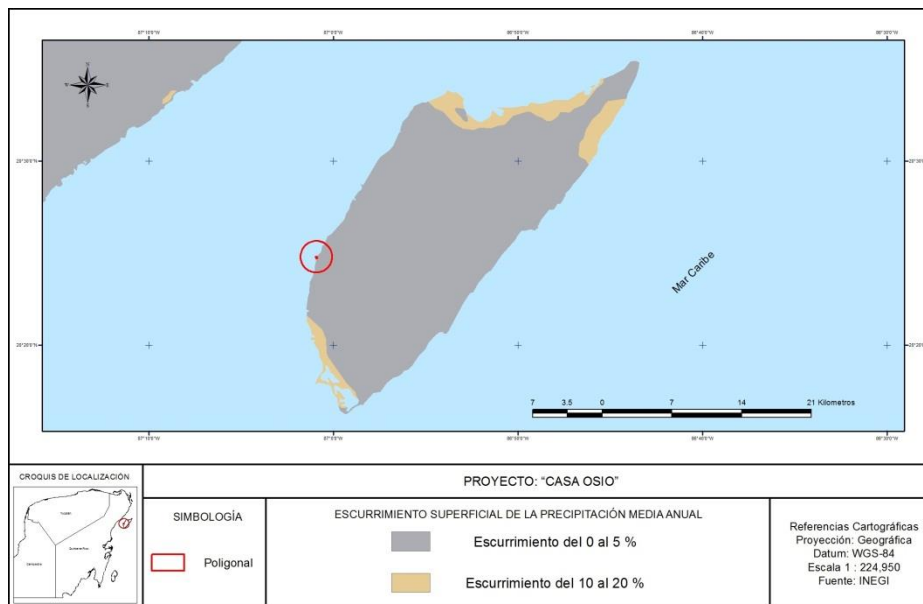 Mar Caribe
7 3.5 0 7 14 21 Kilometros
CROQUIS DE LOCALIZACIÓN
PROYECTO: “CASA OSIO”
SIMBOLOGÍA
Poligonal
ESCURRIMIENTO SUPERFICIAL DE LA PRECIPITACIÓN MEDIA ANUAL
Escurrimiento del 0 al 5 %
Escurrimiento del 10 al 20 %
Referencias Cartográficas
Proyección: Geográfica
Datum: WGS-84
Escala 1 : 224,950
Fuente: INEGI